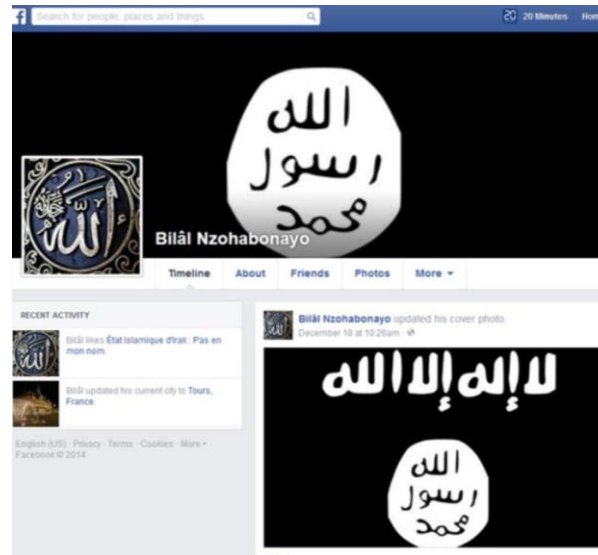 f Search for people, places and things 20 20 Minutes Hom
الله
رسول
محمد
Bilâl Nzohabonayo
Timeline About Friends Photos More
RECENT ACTIVITY
Bilâl likes État Islamique d'Irak : Pas en
mon nom.
Bilâl updated his current city to Tours,
France.
English (US) · Privacy · Terms · Cookies · More
Facebook © 2014
Bilâl Nzohabonayo updated his cover photo.
December 18 at 10:26am ·
لا إله إلا الله
الله
رسول
محمد